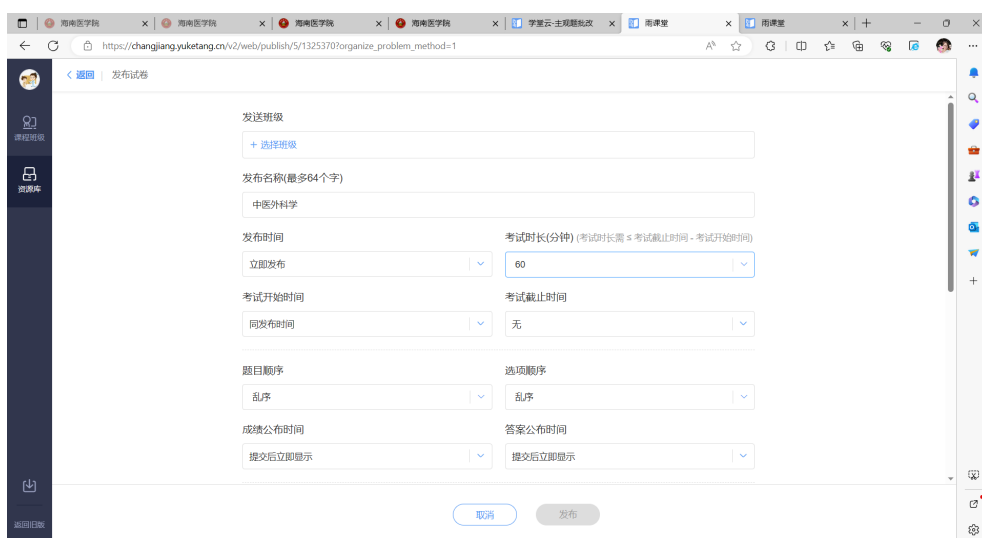 海南医学院
海南医学院
海南医学院
海南医学院
学堂云-主观题批改
雨课堂
雨课堂
https://changjiang.yuketang.cn/v2/web/publish/5/1325370?organize_problem_method=1
返回
发布试卷
课程班级
资源库
返回旧版
发送班级
+ 选择班级
发布名称(最多64个字)
中医外科学
发布时间
考试时长(分钟) (考试时长需 ≤ 考试截止时间 - 考试开始时间)
立即发布
60
考试开始时间
考试截止时间
同发布时间
无
题目顺序
选项顺序
乱序
乱序
成绩公布时间
答案公布时间
提交后立即显示
提交后立即显示
取消
发布